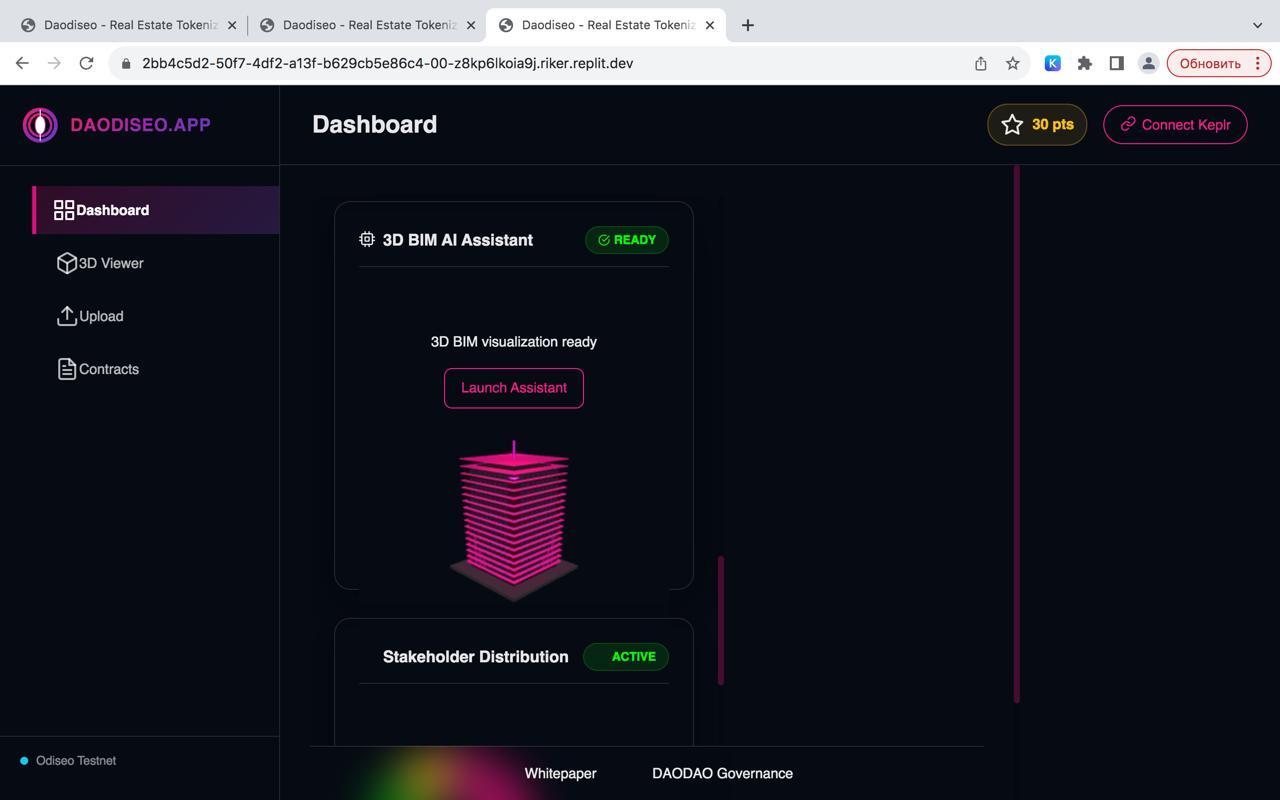 Daodiseo - Real Estate Tokeniz
Daodiseo - Real Estate Tokeniz
Daodiseo - Real Estate Tokeniz
2bb4c5d2-50f7-4df2-a13f-b629cb5e86c4-00-z8kp6lkoia9j.riker.replit.dev
K
Обновить
DAODISEO.APP
Dashboard
30 pts
Connect Keplr
Dashboard
3D Viewer
Upload
Contracts
3D BIM AI Assistant
READY
3D BIM visualization ready
Launch Assistant
Stakeholder Distribution
ACTIVE
Odiseo Testnet
Whitepaper
DAODAO Governance